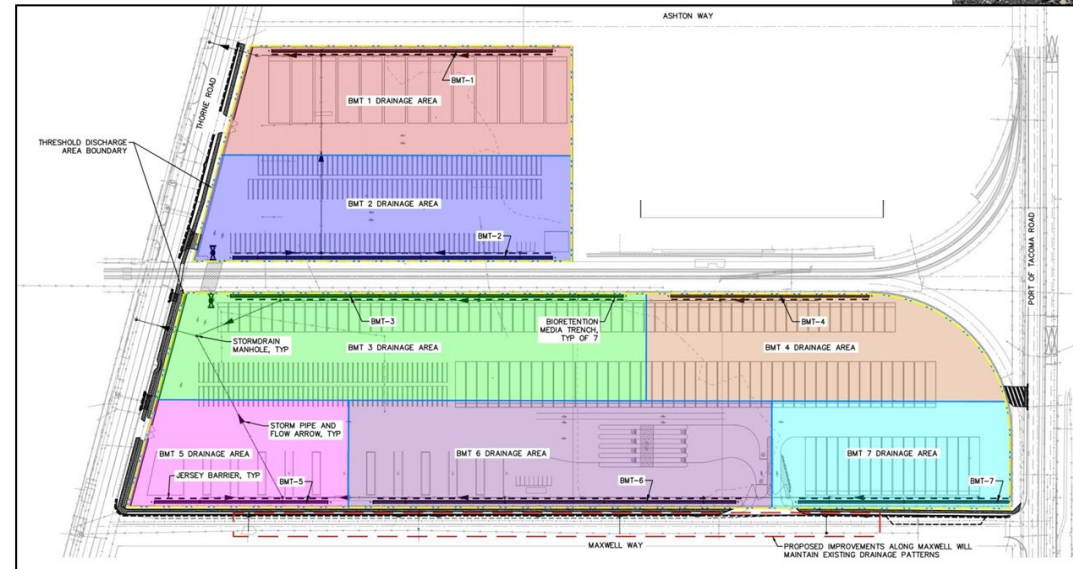 ASHTON WAY
THORNE ROAD
BMT-1
BMT 1 DRAINAGE AREA
THRESHOLD DISCHARGE
AREA BOUNDARY
BMT 2 DRAINAGE AREA
BMT-2
PORT OF TACOMA ROAD
BMT-3
BIORETENTION
MEDIA TRENCH,
TYP OF 7
BMT-4
STORMDRAIN
MANHOLE, TYP
BMT 3 DRAINAGE AREA
BMT 4 DRAINAGE AREA
STORM PIPE AND
FLOW ARROW, TYP
BMT 5 DRAINAGE AREA
BMT 6 DRAINAGE AREA
BMT 7 DRAINAGE AREA
JERSEY BARRIER, TYP
BMT-5
BMT-6
BMT-7
MAXWELL WAY
PROPOSED IMPROVEMENTS ALONG MAXWELL WILL
MAINTAIN EXISTING DRAINAGE PATTERNS